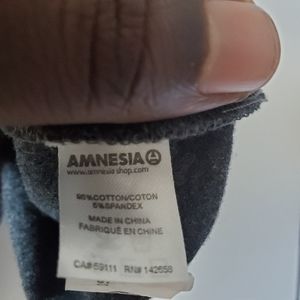 AMNESIA
www.amnesiashop.com
95%COTTON/COTON
5%SPANDEX
MADE IN CHINA
FABRIQUÉ EN CHINE
CA# 59111 RN# 142658